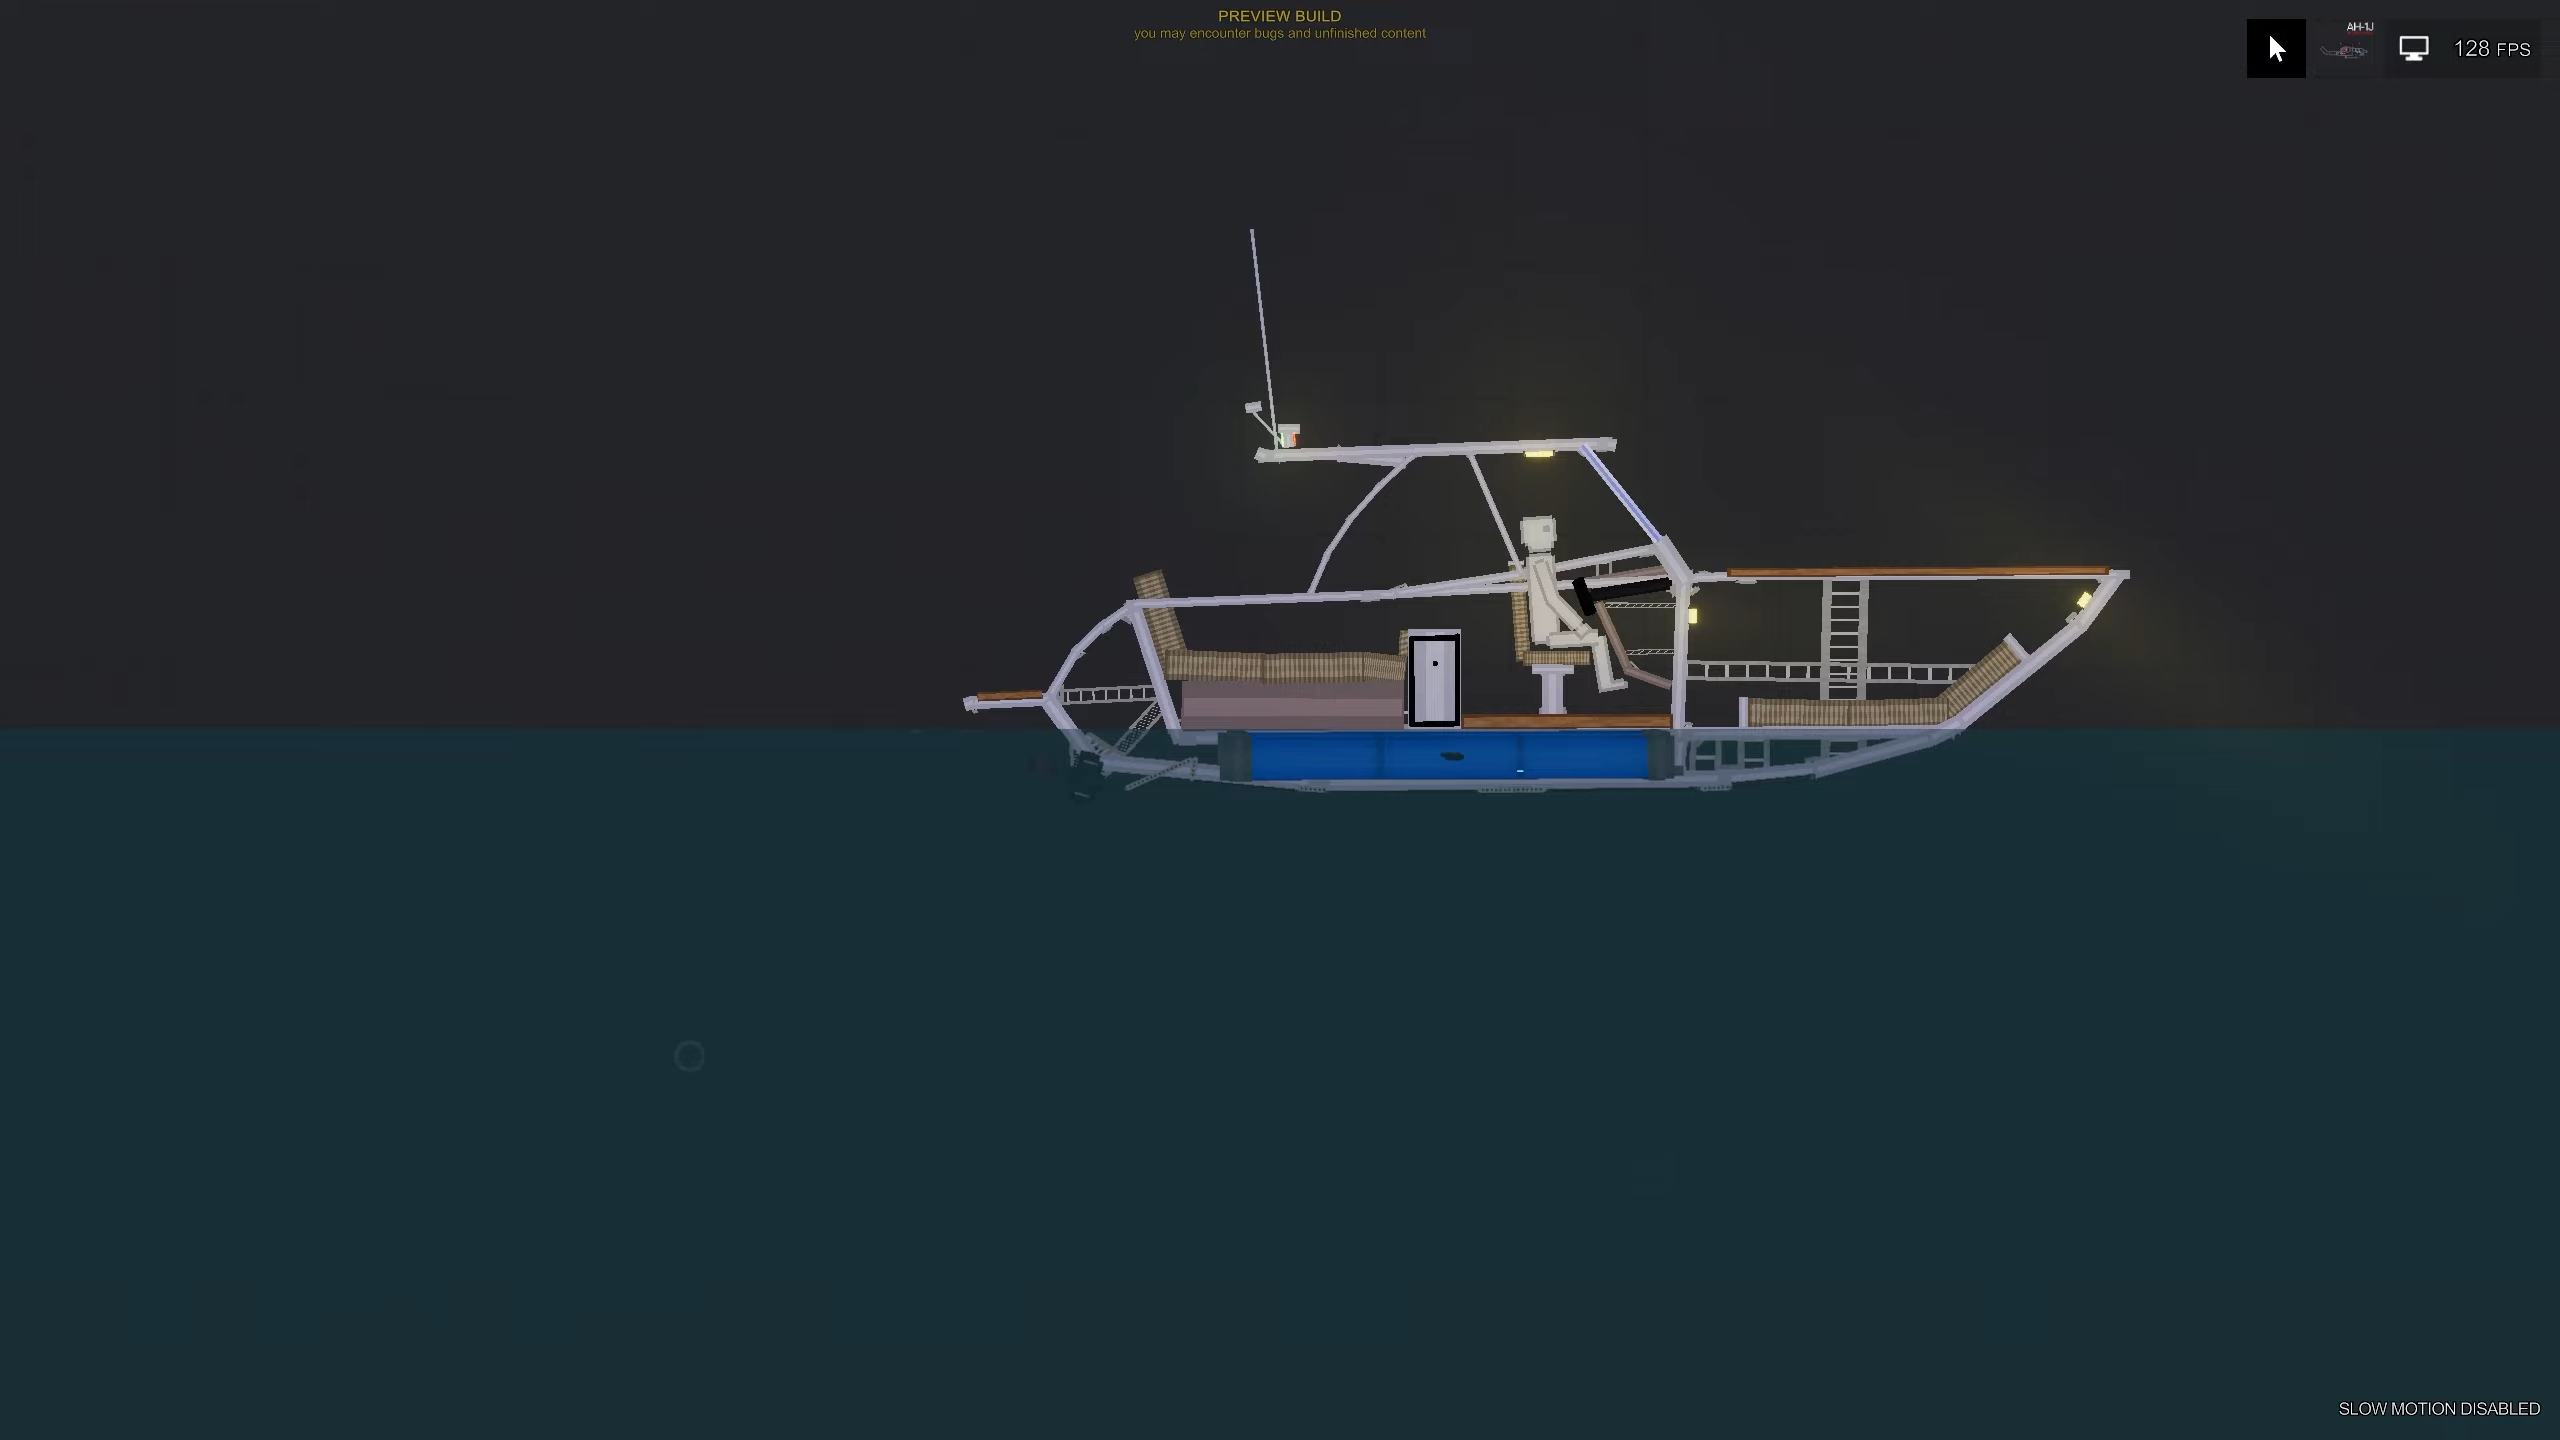 PREVIEW BUILD
you may encounter bugs and unfinished content
AH-1J
128 FPS
SLOW MOTION DISABLED